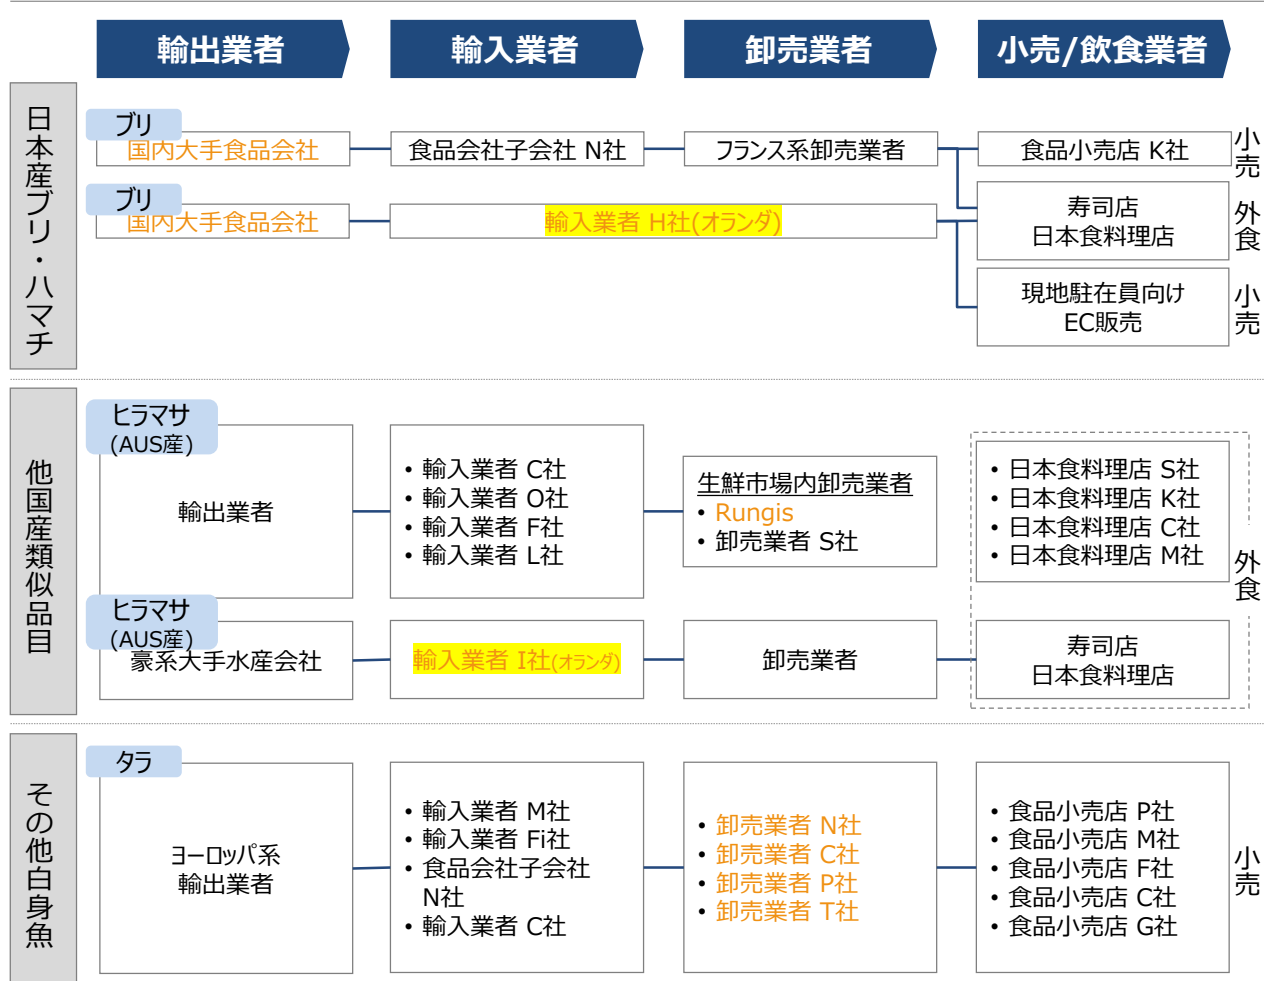 輸出業者
輸入業者
卸売業者
小売/飲食業者
日本産ブリ・ハマチ
ブリ
国内大手食品会社
食品会社子会社 N社
フランス系卸売業者
食品小売店 K社
小売
ブリ
国内大手食品会社
輸入業者 H社(オランダ)
寿司店
日本食料理店
外食
現地駐在員向け
EC販売
小売
他国産類似品目
ヒラマサ
(AUS産)
輸出業者
• 輸入業者 C社
• 輸入業者 O社
• 輸入業者 F社
• 輸入業者 L社
生鮮市場内卸売業者
• Rungis
• 卸売業者 S社
• 日本食料理店 S社
• 日本食料理店 K社
• 日本食料理店 C社
• 日本食料理店 M社
外食
ヒラマサ
(AUS産)
豪系大手水産会社
輸入業者 I社(オランダ)
卸売業者
寿司店
日本食料理店
その他白身魚
タラ
ヨーロッパ系
輸出業者
• 輸入業者 M社
• 輸入業者 Fi社
• 食品会社子会社
N社
• 輸入業者 C社
• 卸売業者 N社
• 卸売業者 C社
• 卸売業者 P社
• 卸売業者 T社
• 食品小売店 P社
• 食品小売店 M社
• 食品小売店 F社
• 食品小売店 C社
• 食品小売店 G社
小売